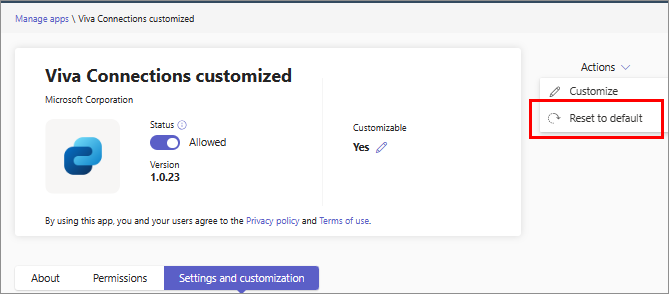 Manage apps \ Viva Connections customized
Viva Connections customized
Microsoft Corporation
Status
Allowed
Version
1.0.23
Customizable
Yes
By using this app, you and your users agree to the Privacy policy and Terms of use.
Actions
Customize
Reset to default
About
Permissions
Settings and customization